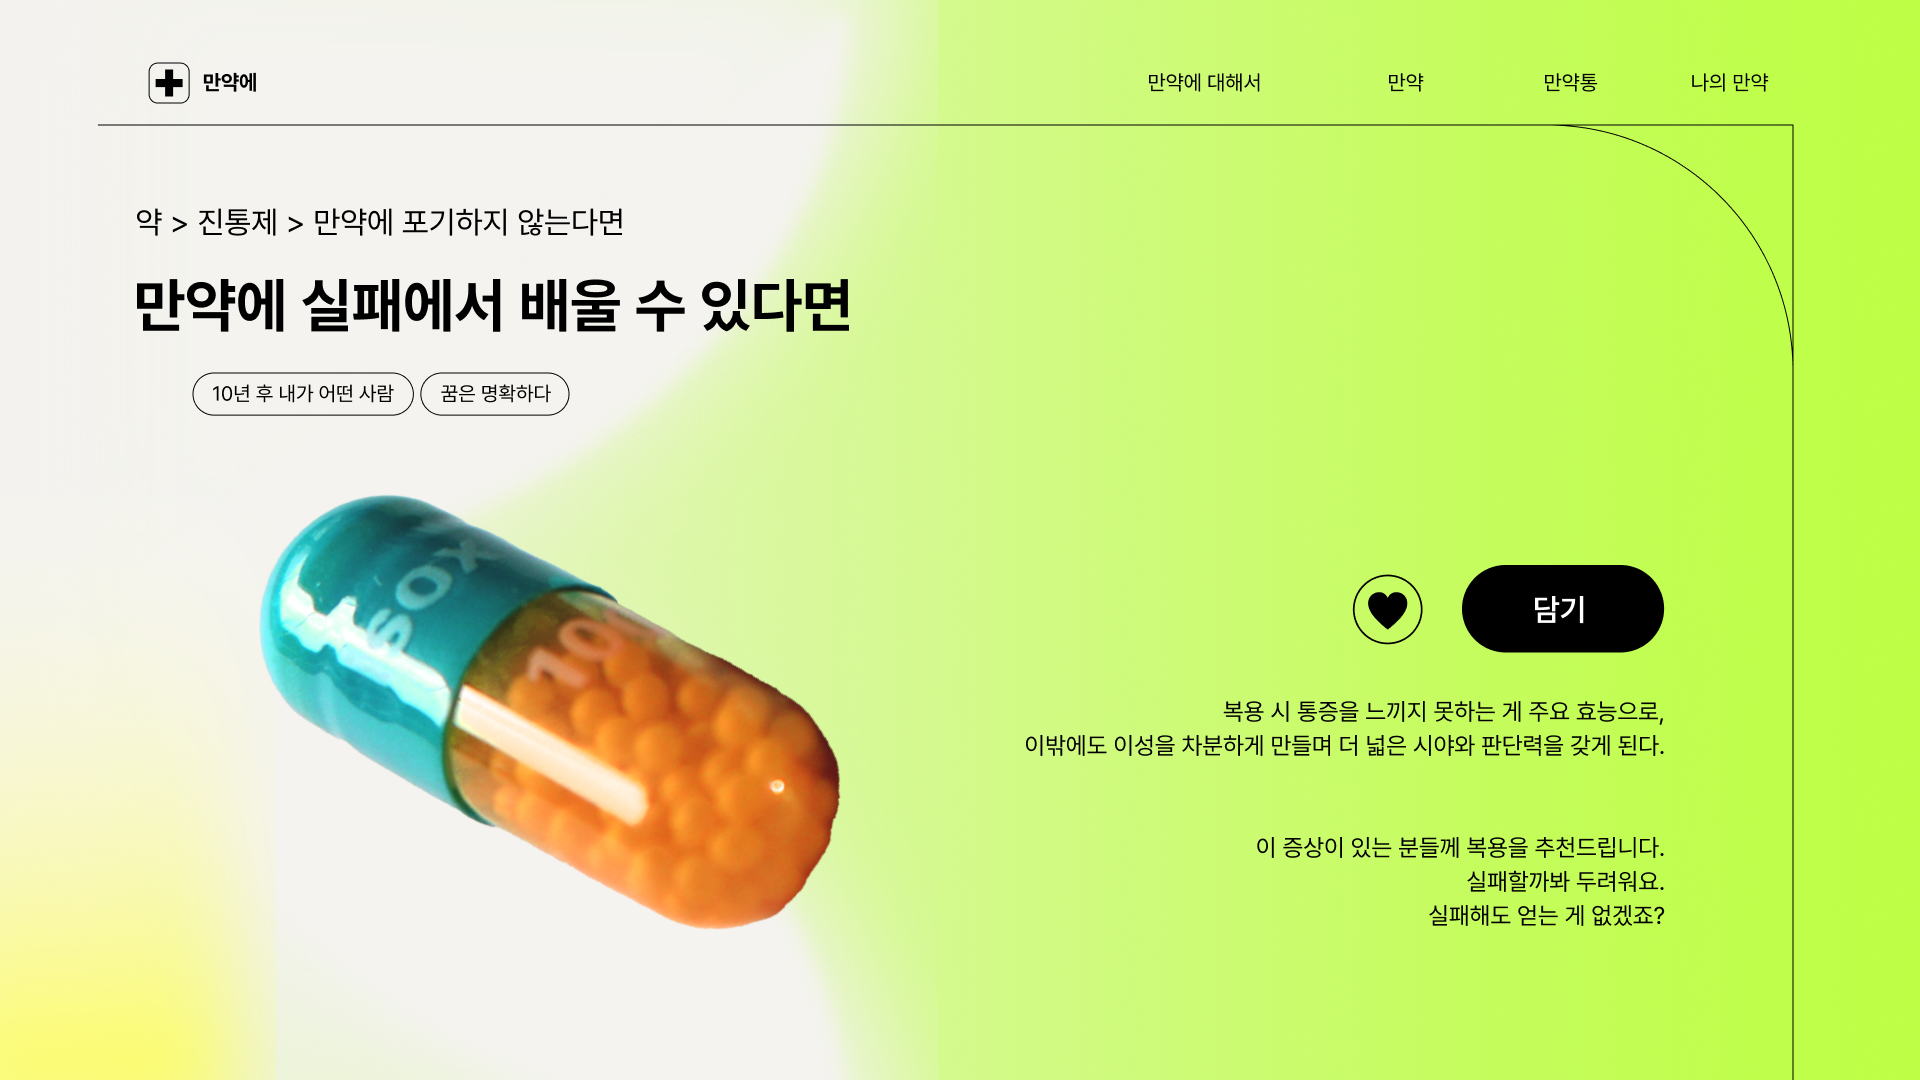 만약에
만약에 대해서
만약
만약통
나의 만약
약 > 진통제 > 만약에 포기하지 않는다면
만약에 실패에서 배울 수 있다면
10년 후 내가 어떤 사람
꿈은 명확하다
sox
10
담기
복용 시 통증을 느끼지 못하는 게 주요 효능으로,
이밖에도 이성을 차분하게 만들며 더 넓은 시야와 판단력을 갖게 된다.
이 증상이 있는 분들께 복용을 추천드립니다.
실패할까봐 두려워요.
실패해도 얻는 게 없겠죠?